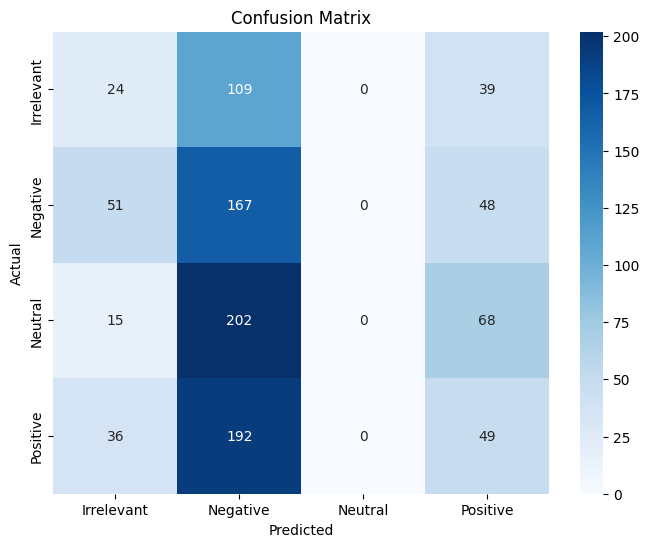 Confusion Matrix
Actual
Irrelevant
24 109 0 39
Negative
51 167 0 48
Neutral
15 202 0 68
Positive
36 192 0 49
Irrelevant Negative Neutral Positive
Predicted
200
175
150
125
100
75
50
25
0